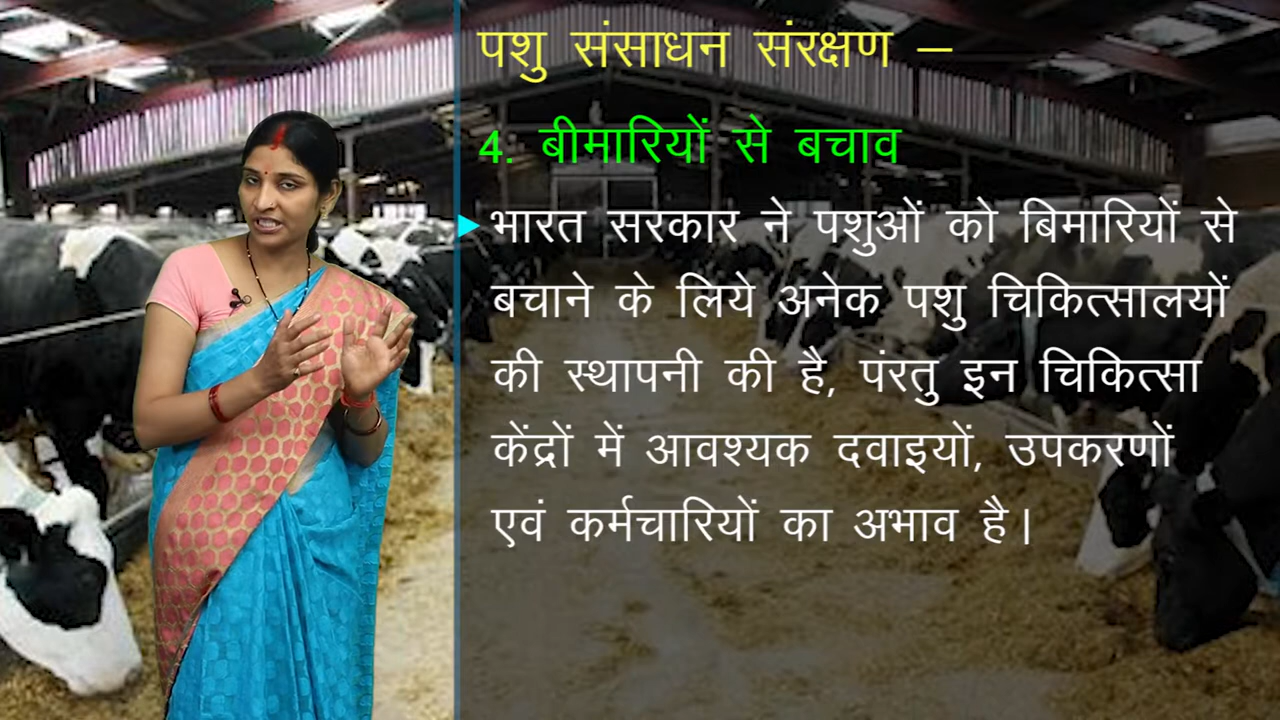 पशु संसाधन संरक्षण –
4. बीमारियों से बचाव
भारत सरकार ने पशुओं को बिमारियों से
बचाने के लिये अनेक पशु चिकित्सालयों
की स्थापनी की है, पंरतु इन चिकित्सा
केंद्रों में आवश्यक दवाइयों, उपकरणों
एवं कर्मचारियों का अभाव है।